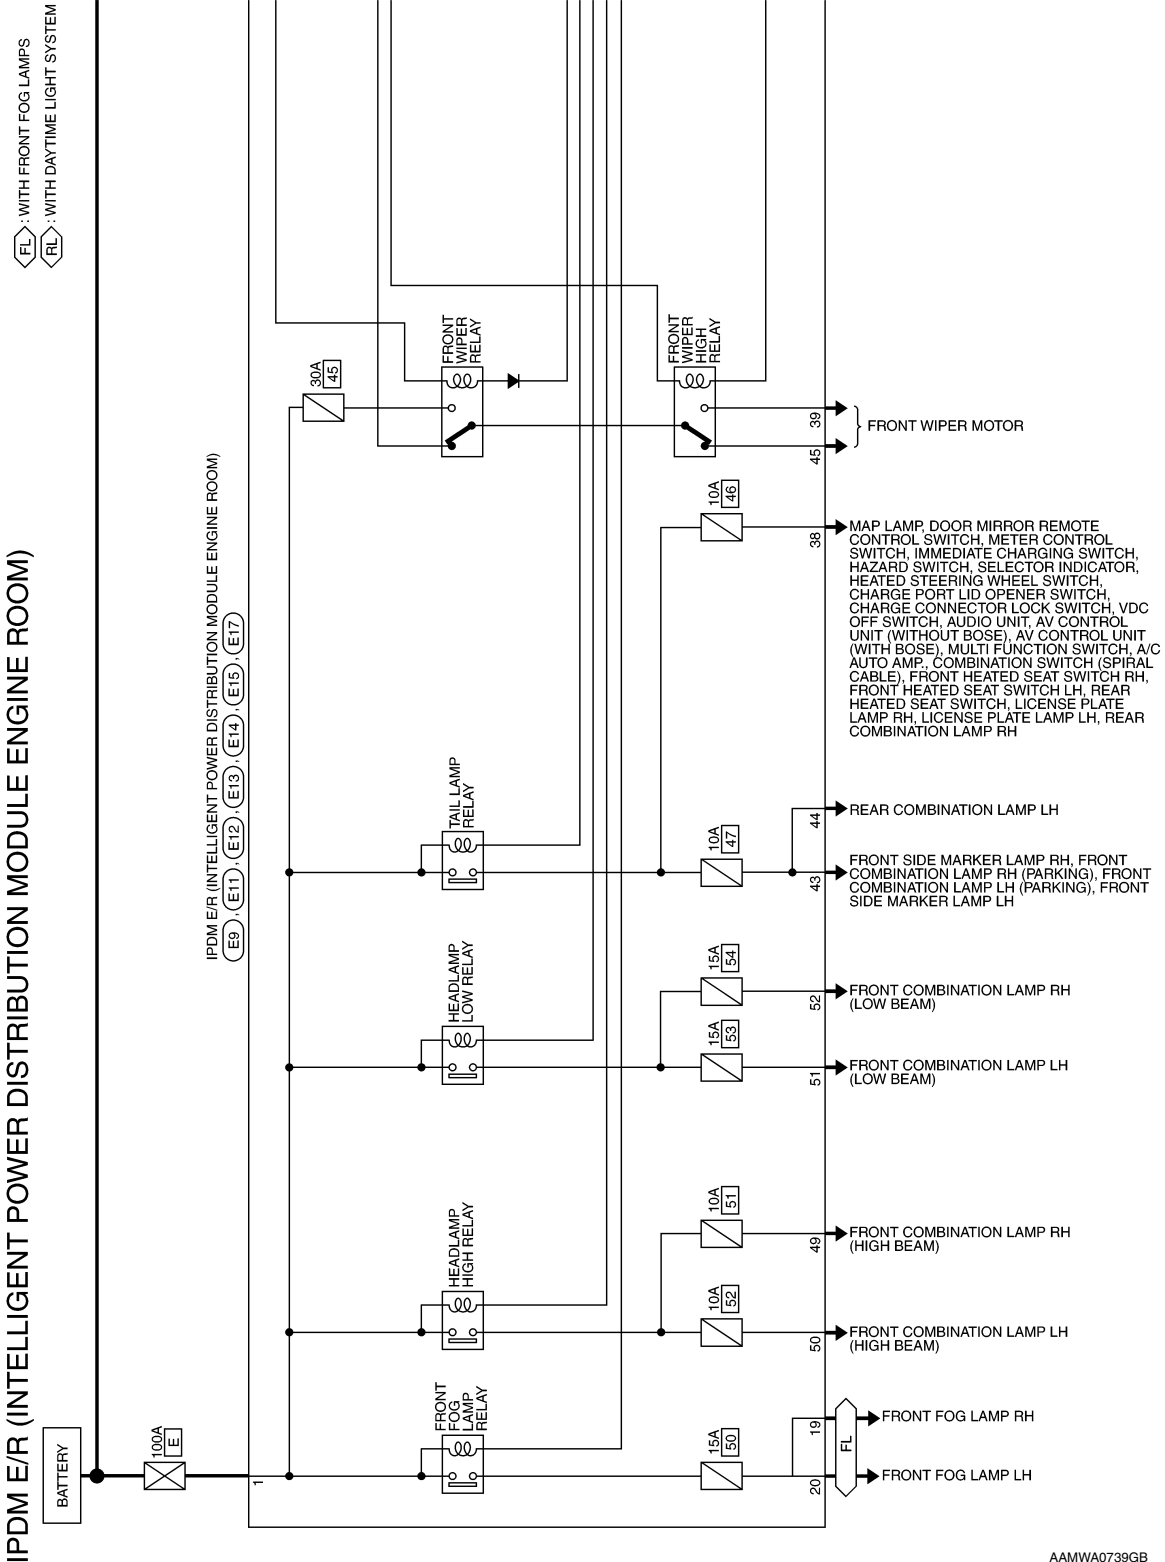 IPDM E/R (INTELLIGENT POWER DISTRIBUTION MODULE ENGINE ROOM)
FL : WITH FRONT FOG LAMPS
RL : WITH DAYTIME LIGHT SYSTEM
BATTERY
100A
E
1
IPDM E/R (INTELLIGENT POWER DISTRIBUTION MODULE ENGINE ROOM)
E9 , E11 , E12 , E13 , E14 , E15 , E17
30A
45
FRONT
WIPER
RELAY
FRONT
WIPER
HIGH
RELAY
39
45
FRONT WIPER MOTOR
10A
46
38
MAP LAMP, DOOR MIRROR REMOTE
CONTROL SWITCH, METER CONTROL
SWITCH, IMMEDIATE CHARGING SWITCH,
HAZARD SWITCH, SELECTOR INDICATOR,
HEATED STEERING WHEEL SWITCH,
CHARGE PORT LID OPENER SWITCH,
CHARGE CONNECTOR LOCK SWITCH, VDC
OFF SWITCH, AUDIO UNIT, AV CONTROL
UNIT (WITHOUT BOSE), AV CONTROL UNIT
(WITH BOSE), MULTI FUNCTION SWITCH, A/C
AUTO AMP., COMBINATION SWITCH (SPIRAL
CABLE), FRONT HEATED SEAT SWITCH RH,
FRONT HEATED SEAT SWITCH LH, REAR
HEATED SEAT SWITCH, LICENSE PLATE
LAMP RH, LICENSE PLATE LAMP LH, REAR
COMBINATION LAMP RH
TAIL LAMP
RELAY
10A
47
44
REAR COMBINATION LAMP LH
43
FRONT SIDE MARKER LAMP RH, FRONT
COMBINATION LAMP RH (PARKING), FRONT
COMBINATION LAMP LH (PARKING), FRONT
SIDE MARKER LAMP LH
HEADLAMP
LOW RELAY
15A
54
52
FRONT COMBINATION LAMP RH
(LOW BEAM)
15A
53
51
FRONT COMBINATION LAMP LH
(LOW BEAM)
HEADLAMP
HIGH RELAY
10A
51
49
FRONT COMBINATION LAMP RH
(HIGH BEAM)
10A
52
50
FRONT COMBINATION LAMP LH
(HIGH BEAM)
FRONT
FOG
LAMP
RELAY
15A
50
19
FL
FRONT FOG LAMP RH
20
FRONT FOG LAMP LH
AAMWA0739GB